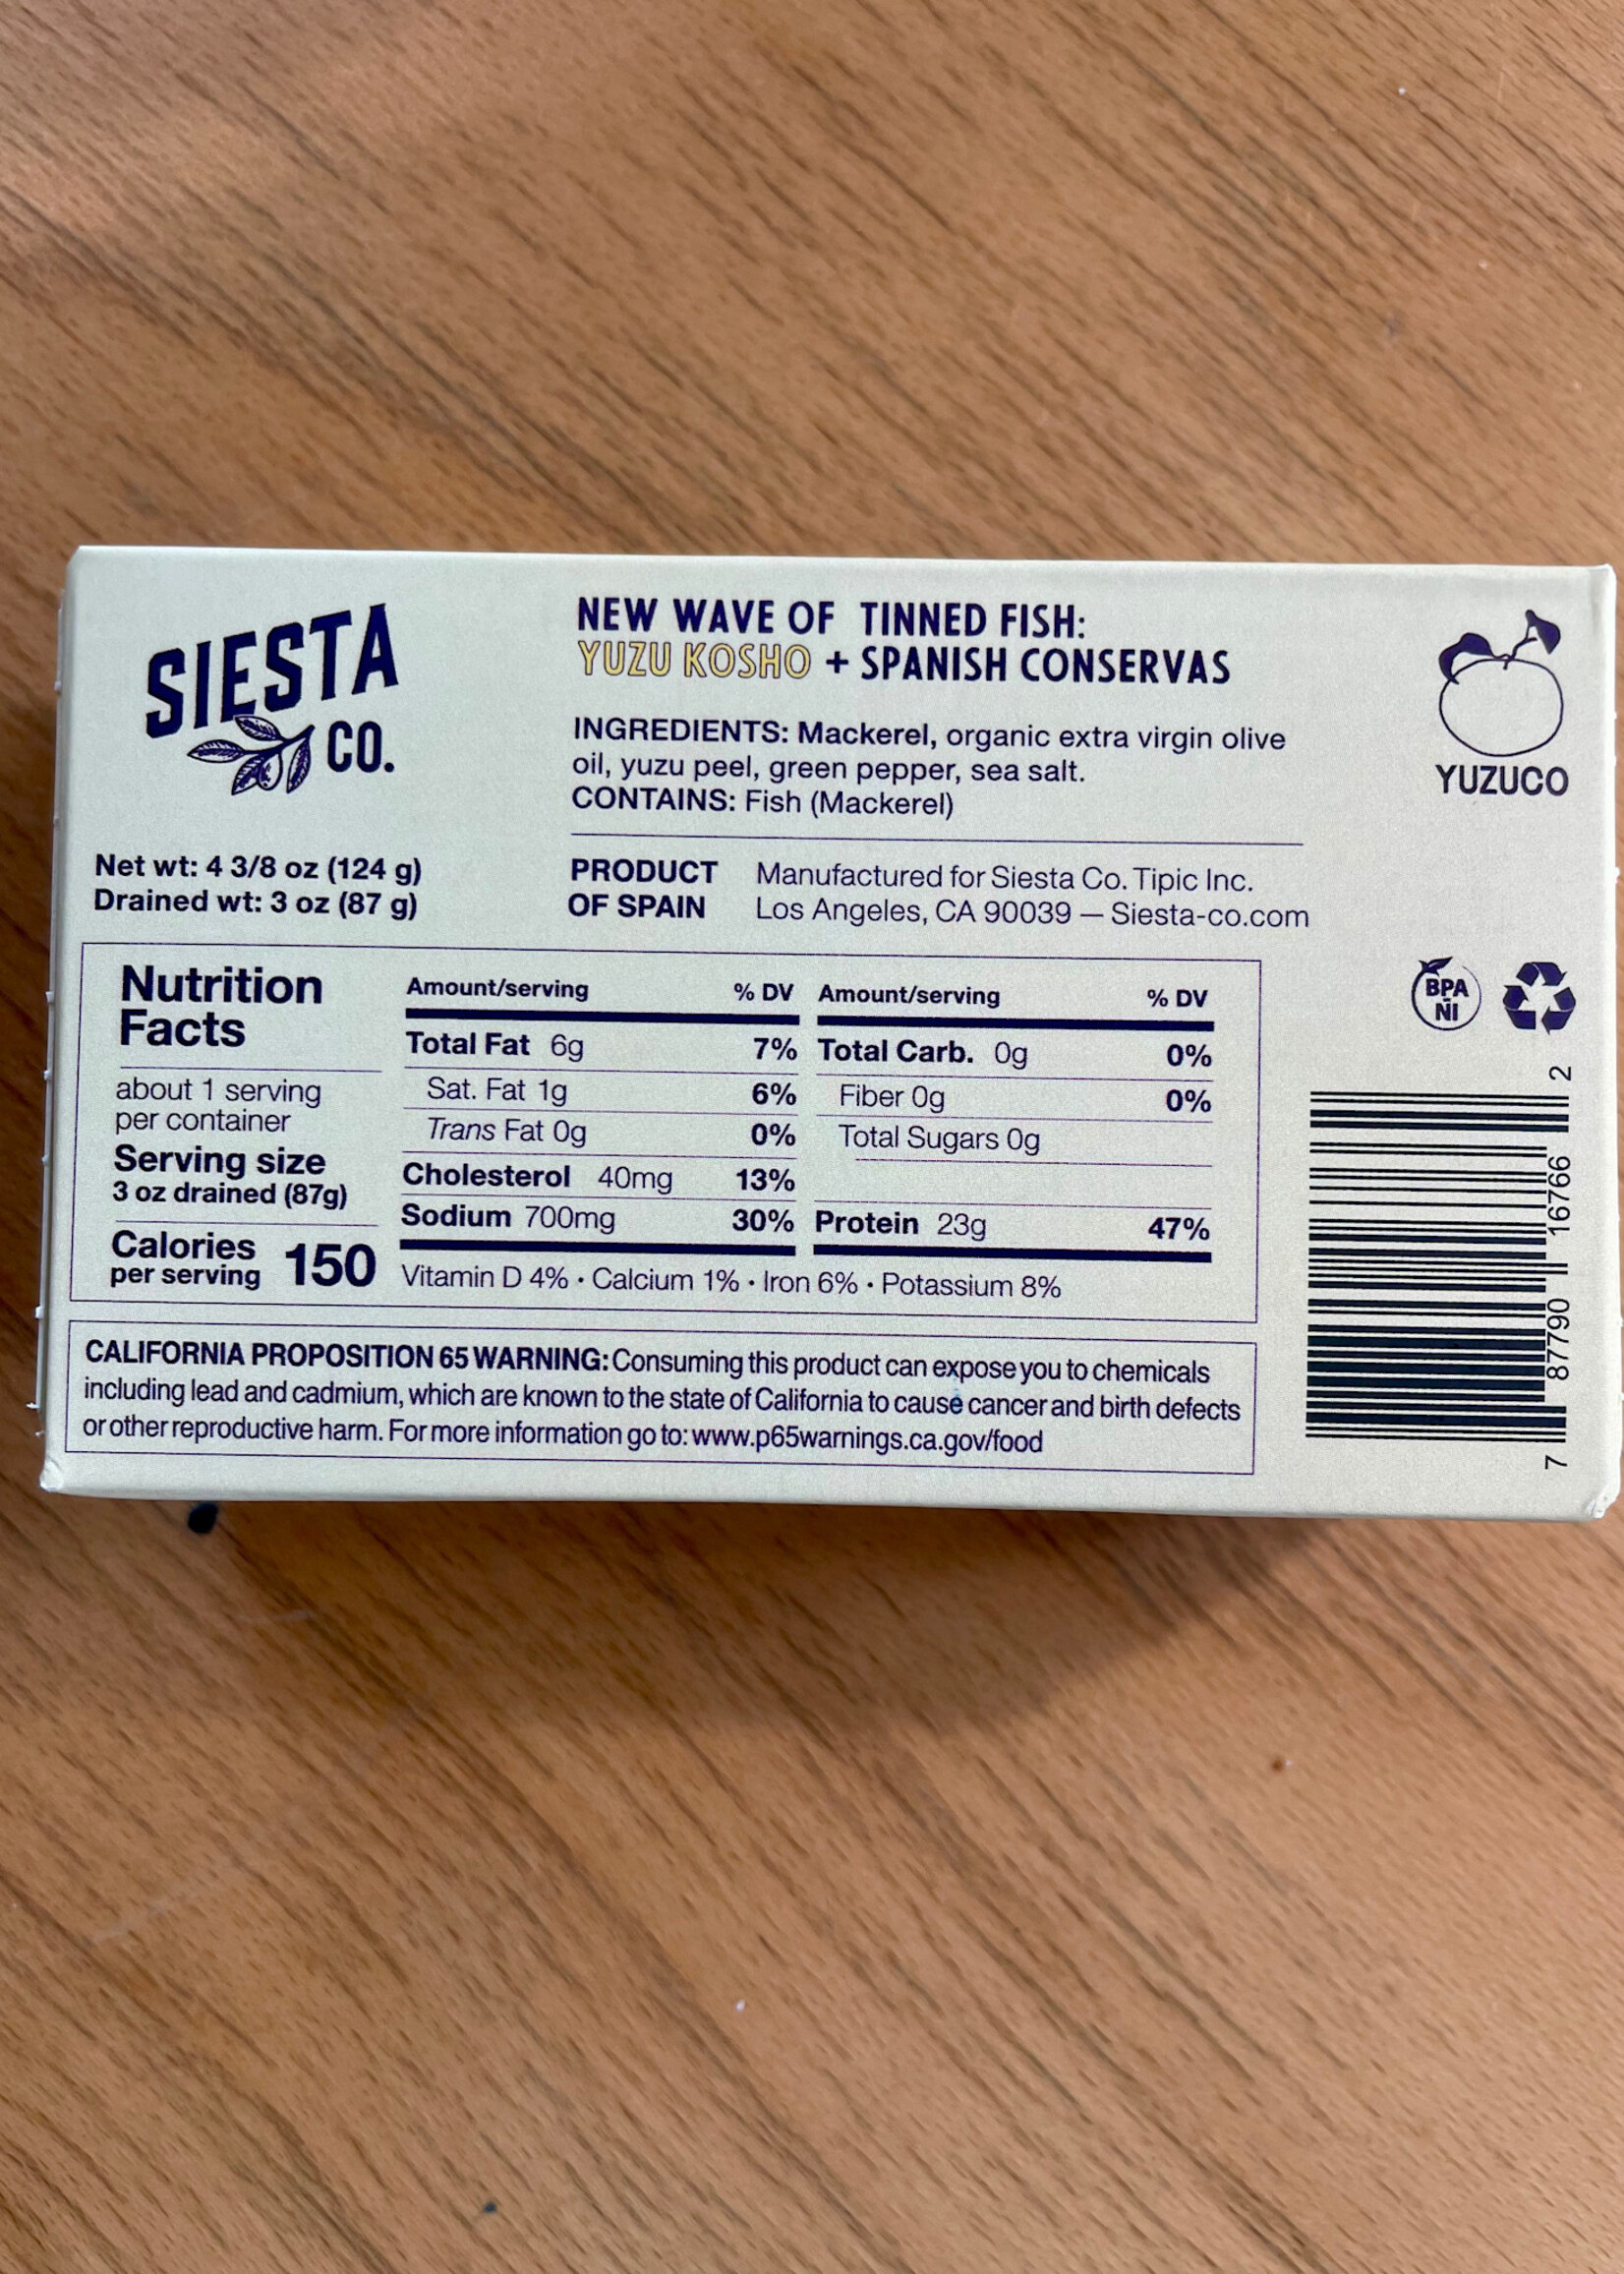 SIESTA
CO.
NEW WAVE OF TINNED FISH:
YUZU KOSHO + SPANISH CONSERVAS
INGREDIENTS: Mackerel, organic extra virgin olive
oil, yuzu peel, green pepper, sea salt.
CONTAINS: Fish (Mackerel)
YUZUCO
Net wt: 4 3/8 oz (124 g)
Drained wt: 3 oz (87 g)
PRODUCT
OF SPAIN
Manufactured for Siesta Co. Tipic Inc.
Los Angeles, CA 90039 — Siesta-co.com
Nutrition
Facts
about 1 serving
per container
Serving size
3 oz drained (87g)
Calories
per serving 150
Amount/serving % DV
Total Fat 6g 7%
Sat. Fat 1g 6%
Trans Fat 0g 0%
Cholesterol 40mg 13%
Sodium 700mg 30%
Amount/serving % DV
Total Carb. 0g 0%
Fiber 0g 0%
Total Sugars 0g
Protein 23g 47%
Vitamin D 4% • Calcium 1% • Iron 6% • Potassium 8%
BPA
NI
7 87790 16766 2
CALIFORNIA PROPOSITION 65 WARNING: Consuming this product can expose you to chemicals
including lead and cadmium, which are known to the state of California to cause cancer and birth defects
or other reproductive harm. For more information go to: www.p65warnings.ca.gov/food